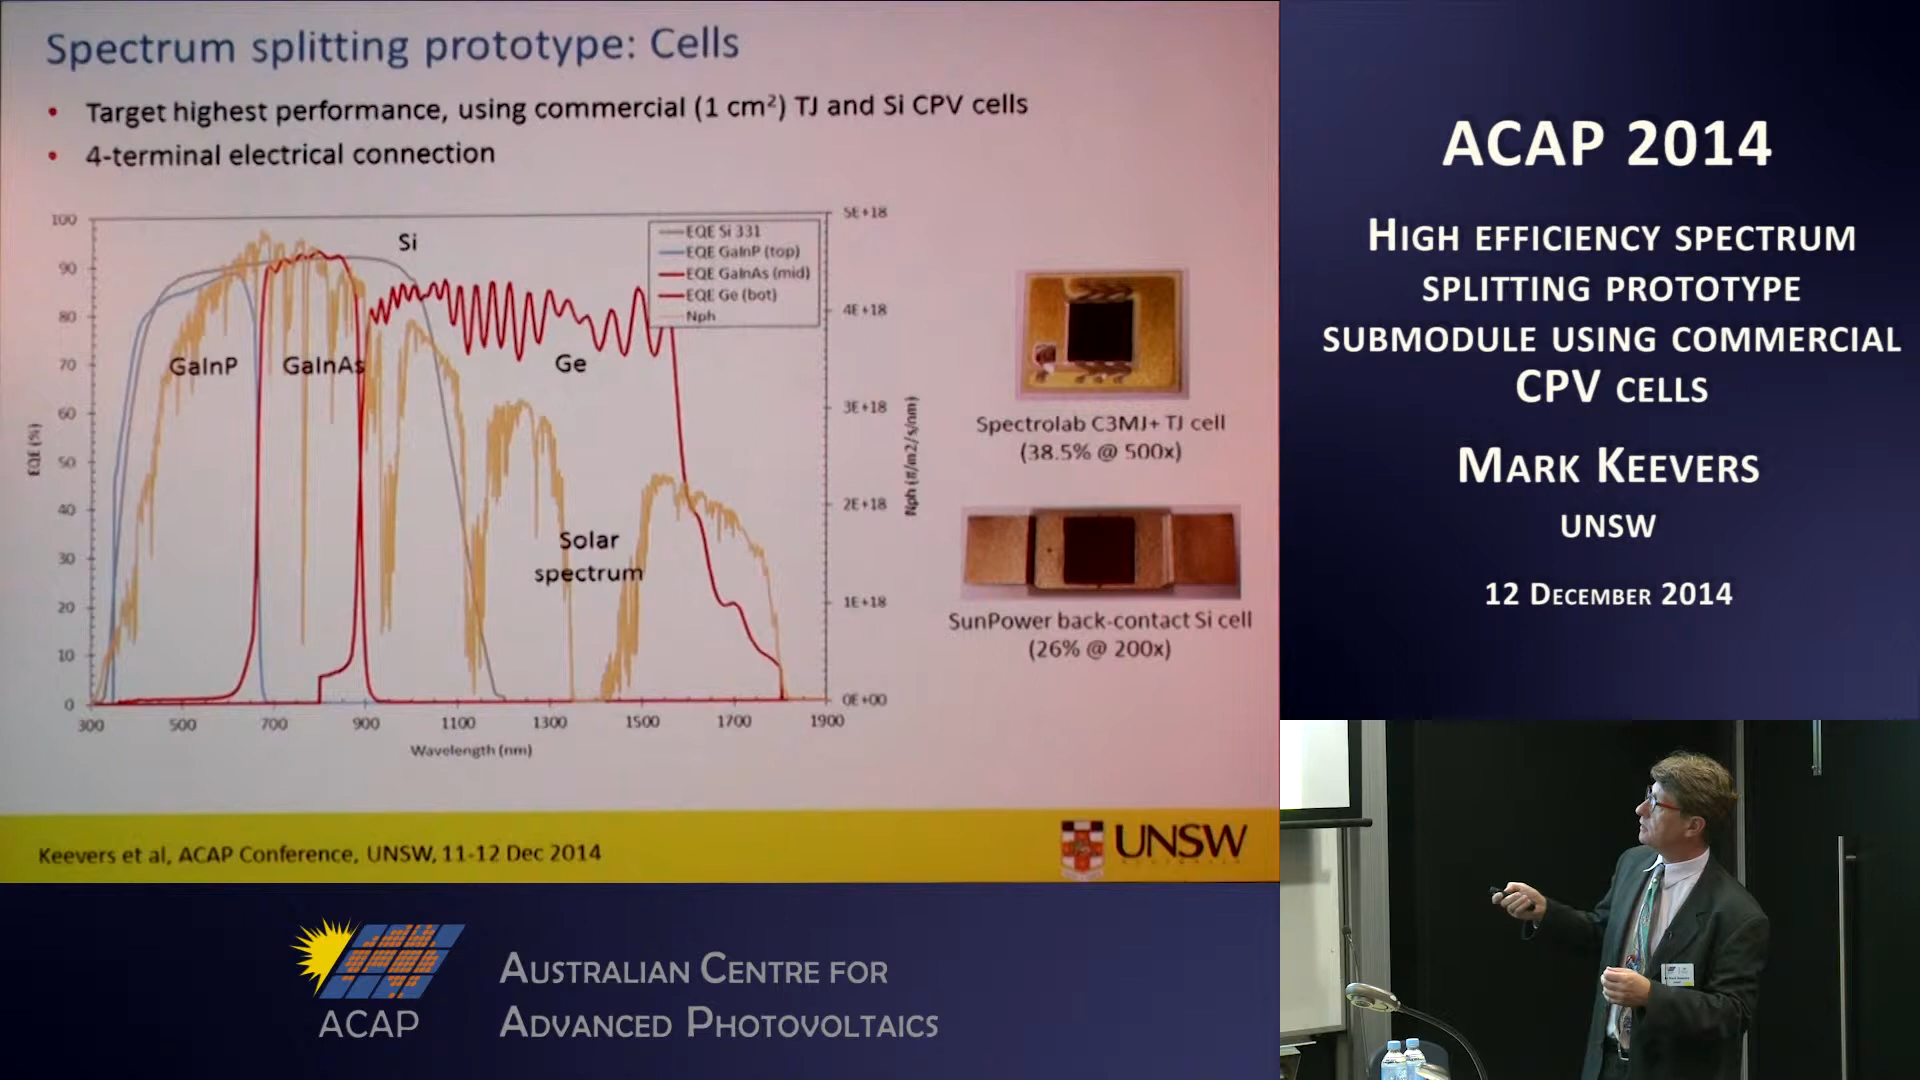 Spectrum splitting prototype: Cells
• Target highest performance, using commercial (1 cm²) TJ and Si CPV cells
• 4-terminal electrical connection
100
90
80
70
60
50
40
30
20
10
0
EQE (%)
300 500 700 900 1100 1300 1500 1700 1900
Wavelength (nm)
5E+18
4E+18
3E+18
2E+18
1E+18
0E+00
Nph (#/m2/s/nm)
EQE Si 331
EQE GaInP (top)
EQE GaInAs (mid)
EQE Ge (bot)
Nph
Si
GaInP
GaInAs
Ge
Solar
spectrum
Spectrolab C3MJ+ TJ cell
(38.5% @ 500x)
SunPower back-contact Si cell
(26% @ 200x)
Keevers et al, ACAP Conference, UNSW, 11-12 Dec 2014
UNSW
ACAP
Australian Centre for
Advanced Photovoltaics
ACAP 2014
High efficiency spectrum
splitting prototype
submodule using commercial
CPV cells
Mark Keevers
UNSW
12 December 2014